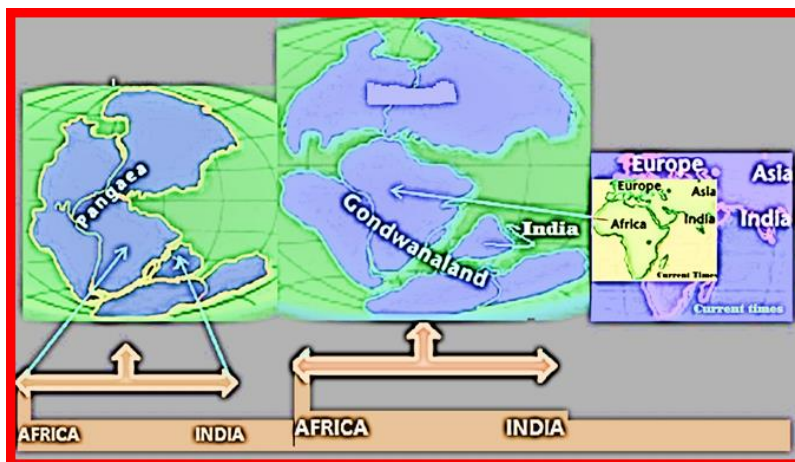 Pangaea
Gondwanaland
India
Europe
Asia
India
Europe
Asia
India
Africa
Current Times
Current times
AFRICA
INDIA
AFRICA
INDIA